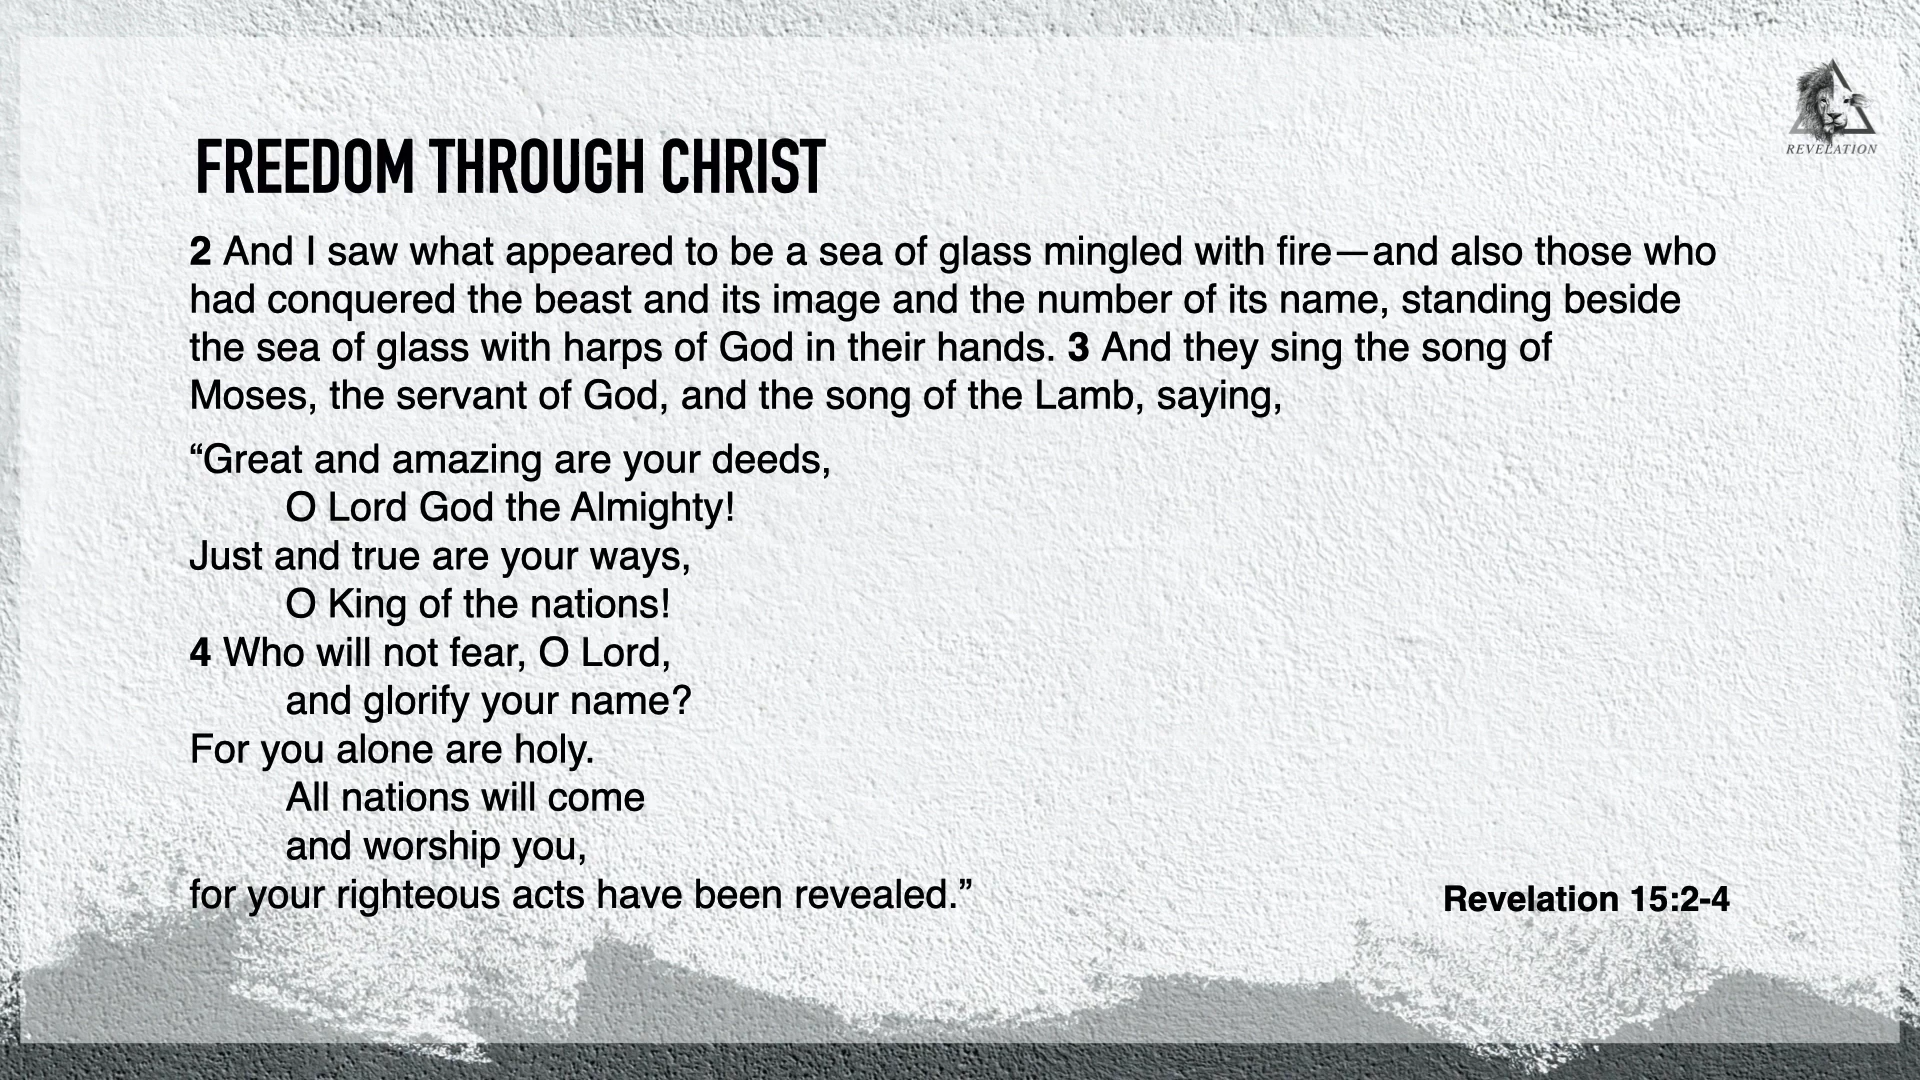 REVELATION
FREEDOM THROUGH CHRIST
2 And I saw what appeared to be a sea of glass mingled with fire—and also those who
had conquered the beast and its image and the number of its name, standing beside
the sea of glass with harps of God in their hands. 3 And they sing the song of
Moses, the servant of God, and the song of the Lamb, saying,
“Great and amazing are your deeds,
O Lord God the Almighty!
Just and true are your ways,
O King of the nations!
4 Who will not fear, O Lord,
and glorify your name?
For you alone are holy.
All nations will come
and worship you,
for your righteous acts have been revealed.”
Revelation 15:2-4